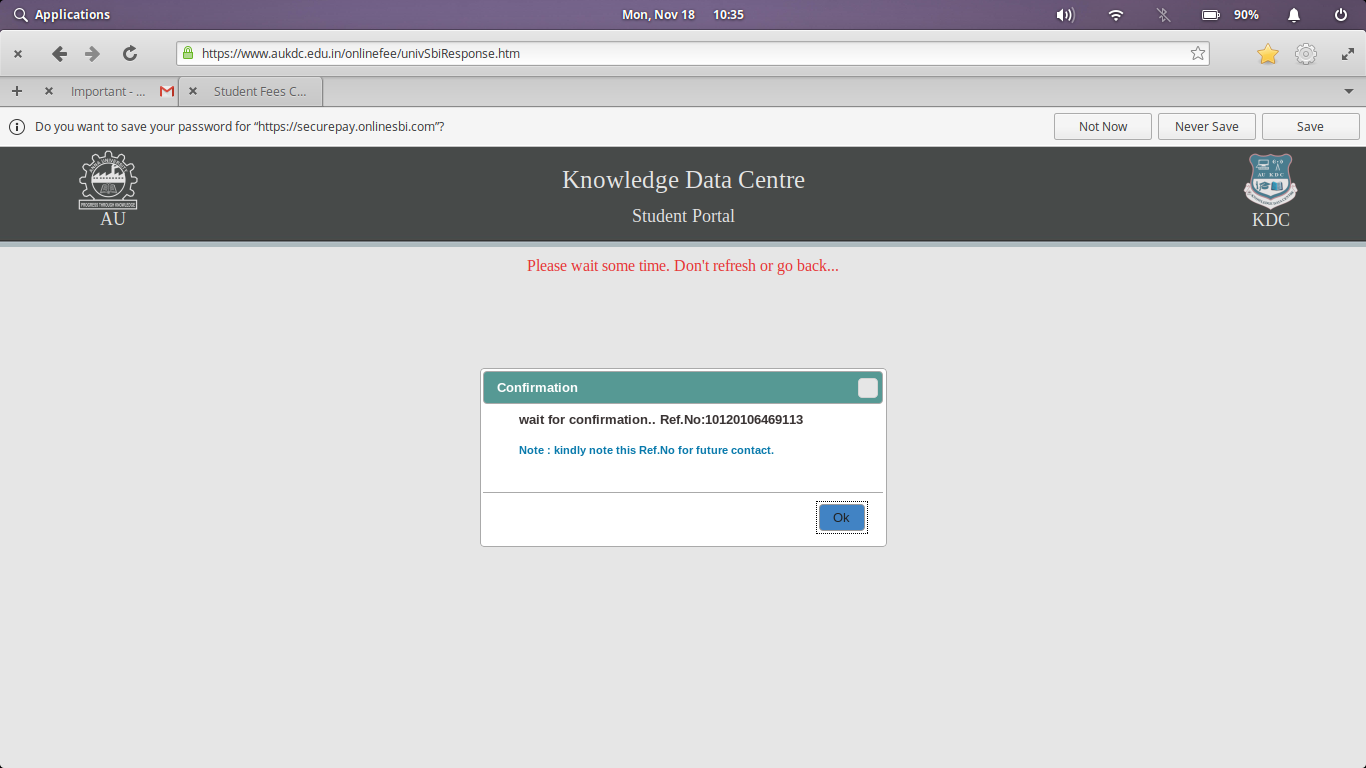 Applications
Mon, Nov 18 10:35
90%
https://www.aukdc.edu.in/onlinefee/univSbiResponse.htm
Important - ...
Student Fees C...
Do you want to save your password for “https://securepay.onlinesbi.com”?
Not Now
Never Save
Save
PROGRESS THROUGH KNOWLEDGE
AU
Knowledge Data Centre
Student Portal
AU KDC
KDC
Please wait some time. Don't refresh or go back...
Confirmation
wait for confirmation.. Ref.No:10120106469113
Note : kindly note this Ref.No for future contact.
Ok